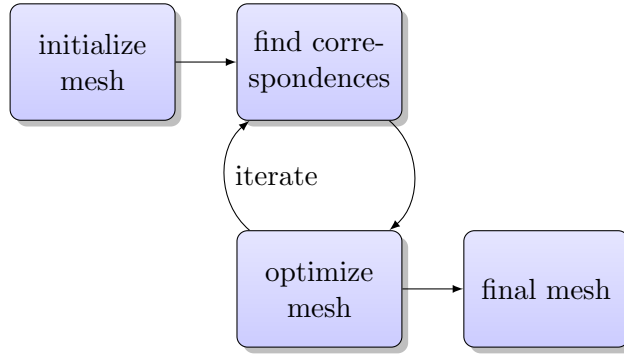 initialize
mesh
find corre-
spondences
iterate
optimize
mesh
final mesh